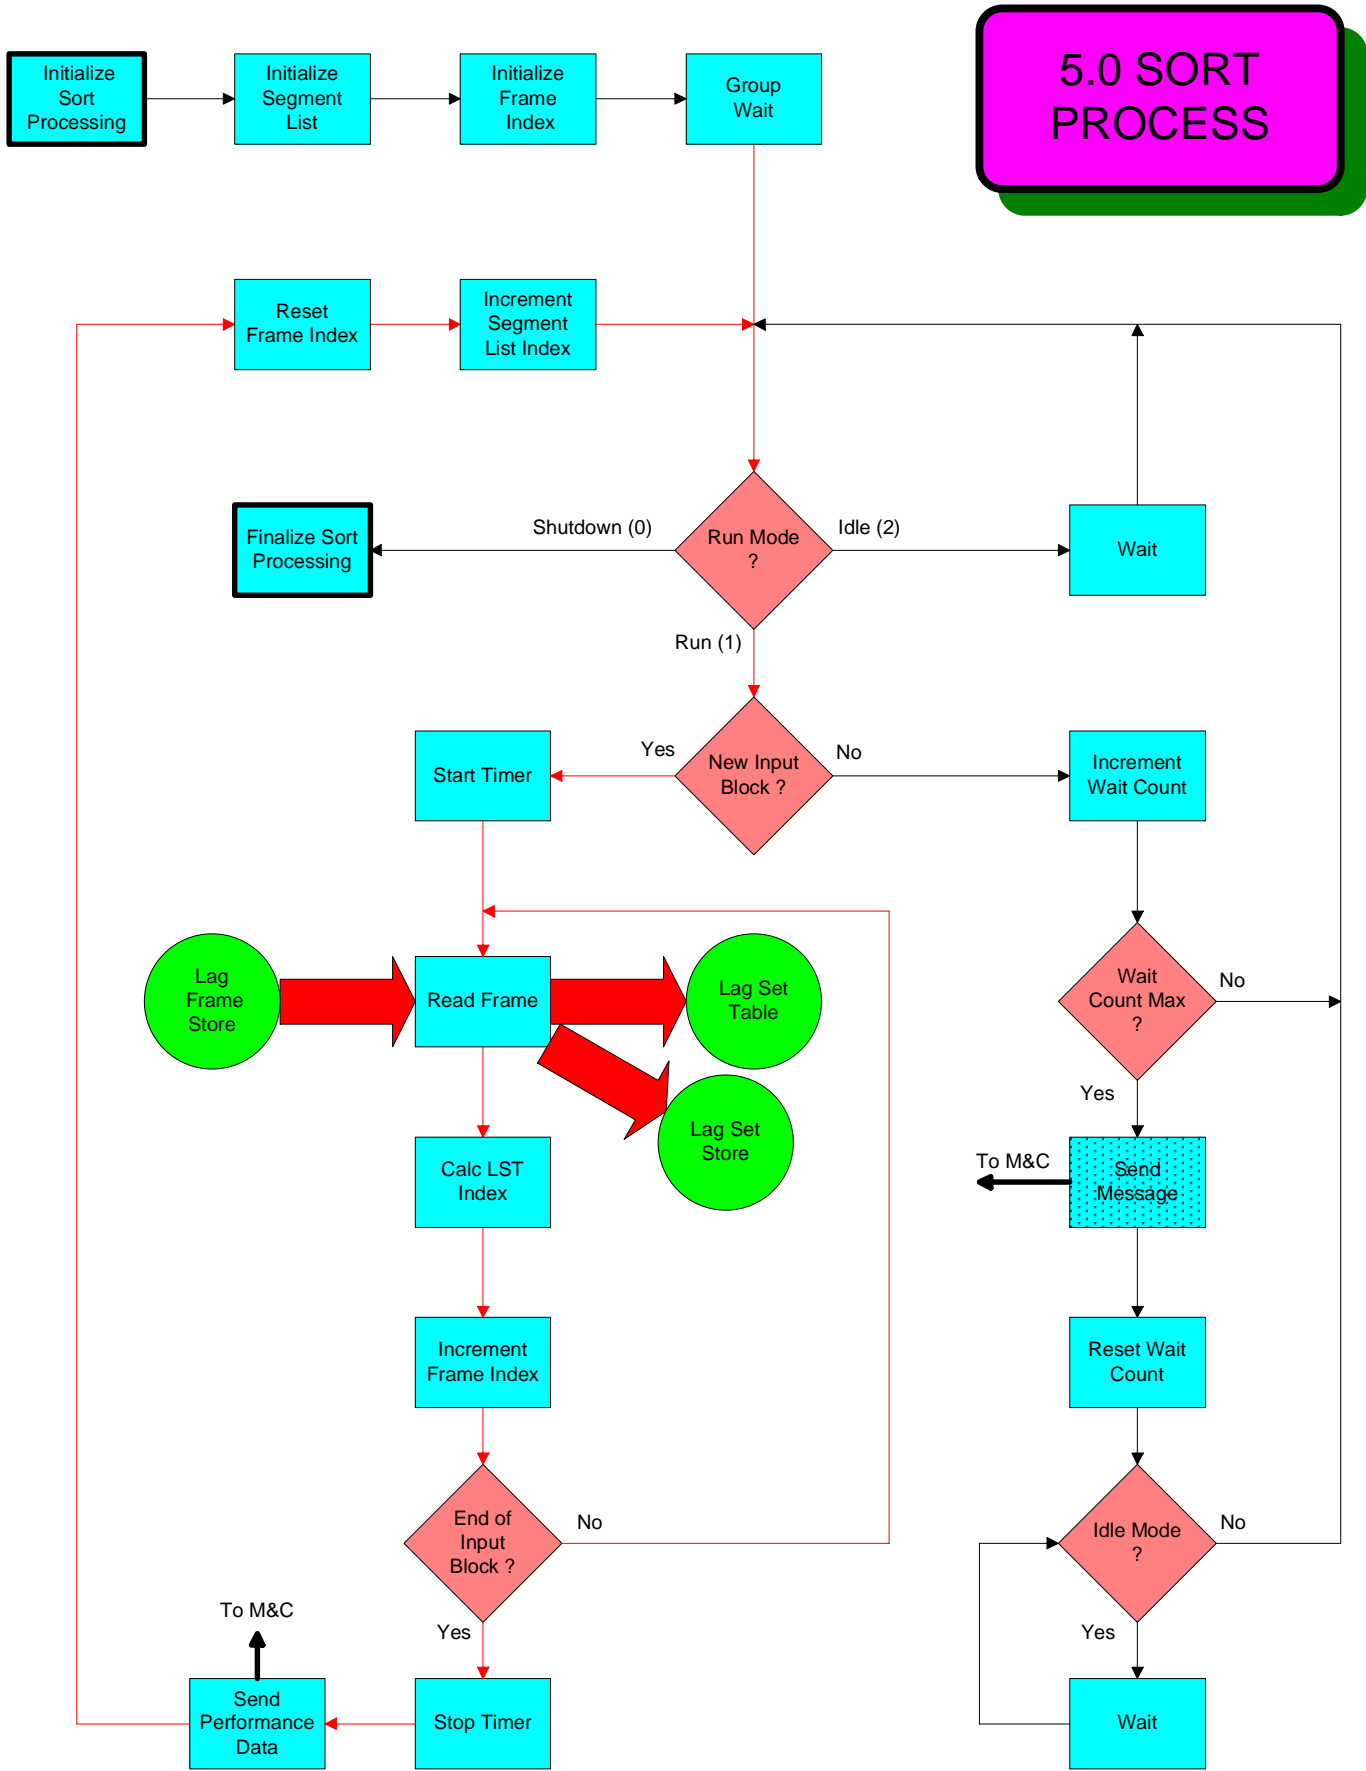 5.0 SORT
PROCESS
Initialize
Sort
Processing
Initialize
Segment
List
Initialize
Frame
Index
Group
Wait
Reset
Frame Index
Increment
Segment
List Index
Finalize Sort
Processing
Shutdown (0)
Run Mode
?
Idle (2)
Wait
Run (1)
Start Timer
Yes
New Input
Block ?
No
Increment
Wait Count
Lag
Frame
Store
Read Frame
Lag Set
Table
Lag Set
Store
Wait
Count Max
?
No
Yes
Calc LST
Index
To M&C
Send
Message
Increment
Frame Index
Reset Wait
Count
End of
Input
Block ?
No
Yes
Idle Mode
?
No
Yes
To M&C
Send
Performance
Data
Stop Timer
Wait